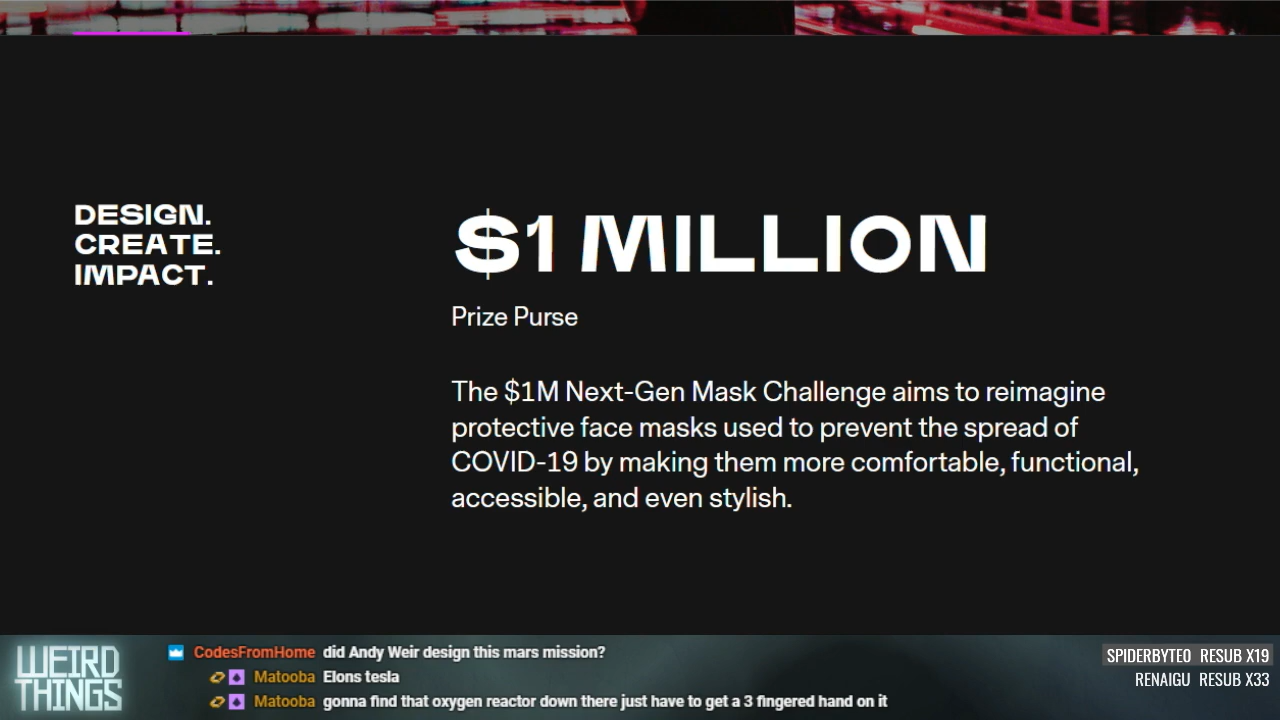 DESIGN.
CREATE.
IMPACT.
$1 MILLION
Prize Purse
The $1M Next-Gen Mask Challenge aims to reimagine
protective face masks used to prevent the spread of
COVID-19 by making them more comfortable, functional,
accessible, and even stylish.
WEIRD
THINGS
CodesFromHome did Andy Weir design this mars mission?
Matooba Elons tesla
Matooba gonna find that oxygen reactor down there just have to get a 3 fingered hand on it
SPIDERBYTE0 RESUB X19
RENAIGU RESUB X33